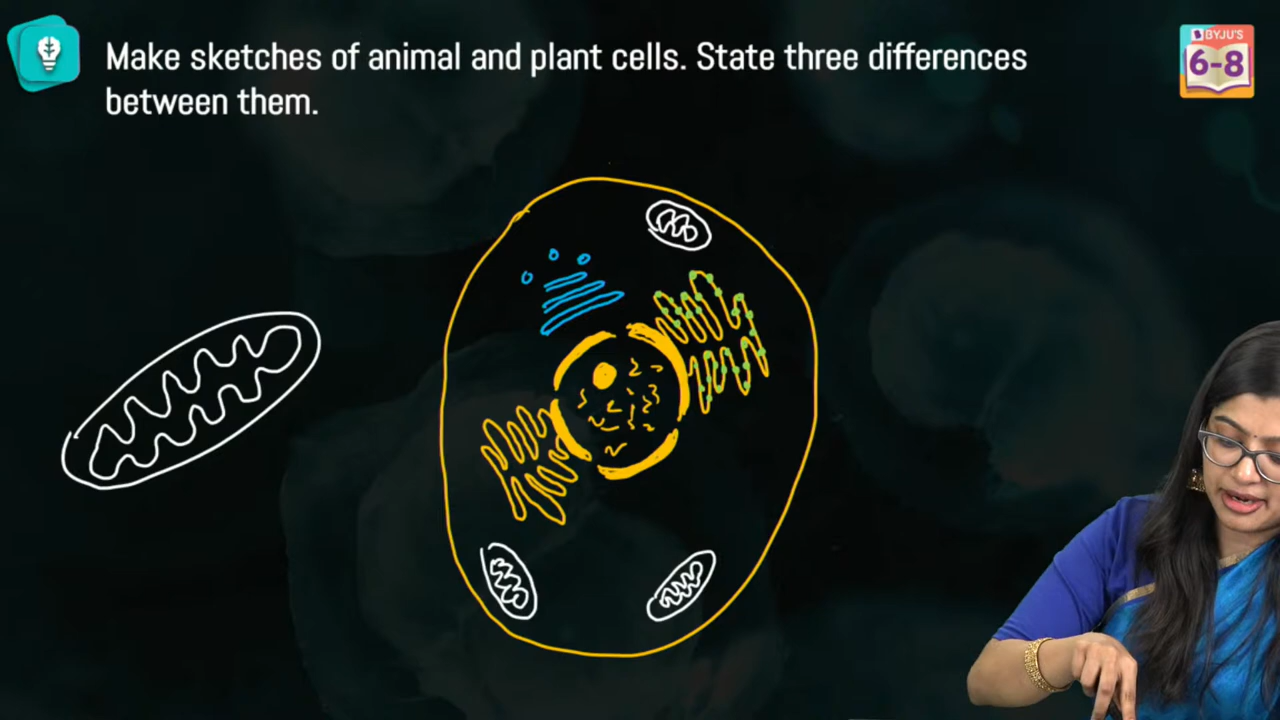 Make sketches of animal and plant cells. State three differences
between them.
BYJU'S
6-8